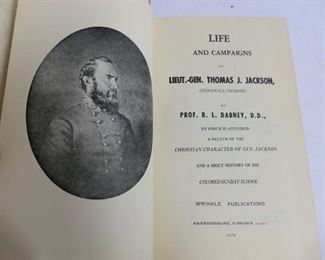 LIFE
AND CAMPAIGNS
OF
LIEUT.-GEN. THOMAS J. JACKSON,
(STONEWALL JACKSON)
BY
PROF. R. L. DABNEY, D.D.,
TO WHICH IS APPENDED
A SKETCH OF THE
CHRISTIAN CHARACTER OF GEN. JACKSON
AND A BRIEF HISTORY OF HIS
COLORED SUNDAY SCHOOL
SPRINKLE PUBLICATIONS
HARRISONBURG, VIRGINIA